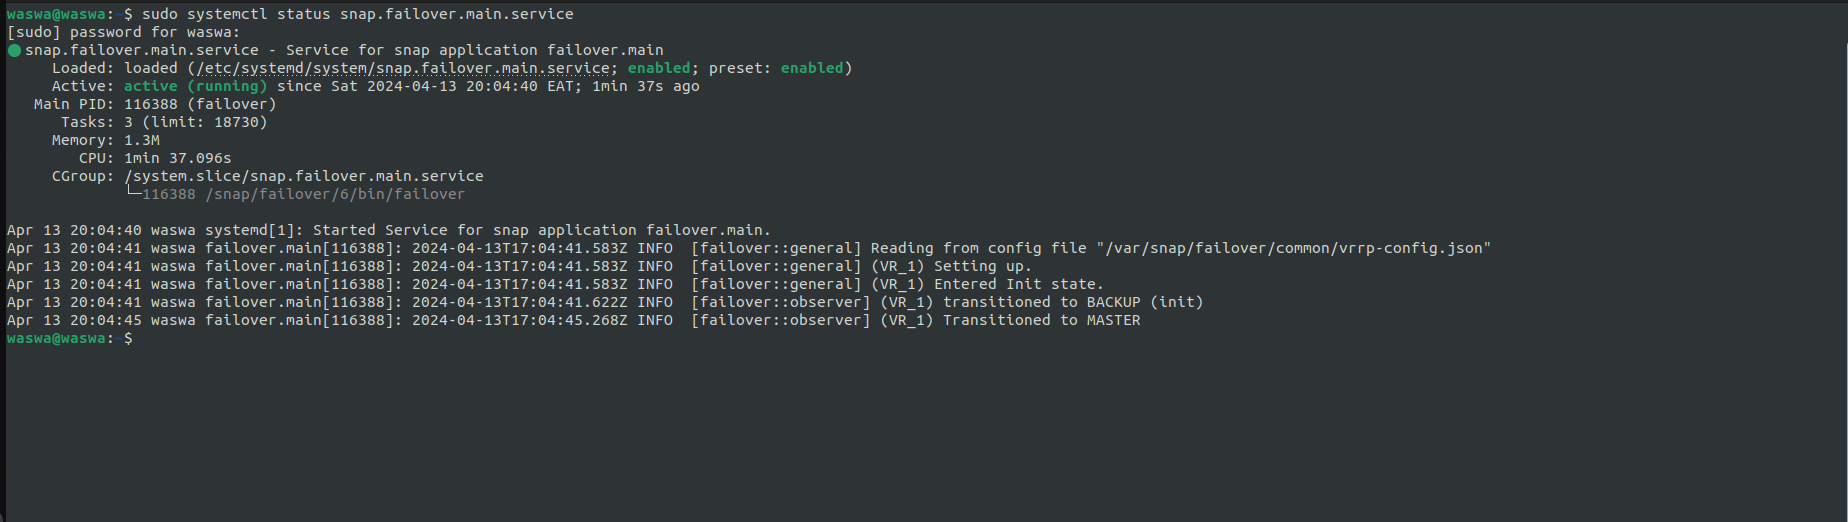 waswa@waswa:~$ sudo systemctl status snap.failover.main.service
[sudo] password for waswa:
● snap.failover.main.service - Service for snap application failover.main
     Loaded: loaded (/etc/systemd/system/snap.failover.main.service; enabled; preset: enabled)
     Active: active (running) since Sat 2024-04-13 20:04:40 EAT; 1min 37s ago
   Main PID: 116388 (failover)
      Tasks: 3 (limit: 18730)
     Memory: 1.3M
        CPU: 1min 37.096s
     CGroup: /system.slice/snap.failover.main.service
             └─116388 /snap/failover/6/bin/failover

Apr 13 20:04:40 waswa systemd[1]: Started Service for snap application failover.main.
Apr 13 20:04:41 waswa failover.main[116388]: 2024-04-13T17:04:41.583Z INFO  [failover::general] Reading from config file "/var/snap/failover/common/vrrp-config.json"
Apr 13 20:04:41 waswa failover.main[116388]: 2024-04-13T17:04:41.583Z INFO  [failover::general] (VR_1) Setting up.
Apr 13 20:04:41 waswa failover.main[116388]: 2024-04-13T17:04:41.583Z INFO  [failover::general] (VR_1) Entered Init state.
Apr 13 20:04:41 waswa failover.main[116388]: 2024-04-13T17:04:41.622Z INFO  [failover::observer] (VR_1) transitioned to BACKUP (init)
Apr 13 20:04:45 waswa failover.main[116388]: 2024-04-13T17:04:45.268Z INFO  [failover::observer] (VR_1) Transitioned to MASTER
waswa@waswa:~$